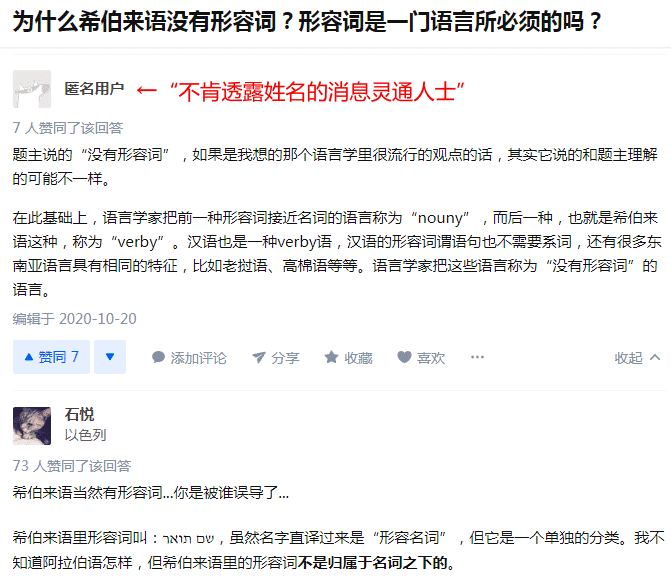 为什么希伯来语没有形容词？形容词是一门语言所必须的吗？
匿名用户 ←“不肯透露姓名的消息灵通人士”
7 人赞同了该回答
题主说的“没有形容词”，如果是我想的那个语言学里很流行的观点的话，其实它说的和题主理解
的可能不一样。
在此基础上，语言学家把前一种形容词接近名词的语言称为“nouny”，而后一种，也就是希伯来
语这种，称为“verby”。汉语也是一种verby语，汉语的形容词谓语句也不需要系词，还有很多东
南亚语言具有相同的特征，比如老挝语、高棉语等等。语言学家把这些语言称为“没有形容词”的
语言。
编辑于 2020-10-20
▲ 赞同 7 ▼ 添加评论 分享 收藏 喜欢 ··· 收起
石悦
以色列
73 人赞同了该回答
希伯来语当然有形容词...你是被谁误导了...
希伯来语里形容词叫：שם תואר，虽然名字直译过来是“形容名词”，但它是一个单独的分类。我不
知道阿拉伯语怎样，但希伯来语里的形容词不是归属于名词之下的。